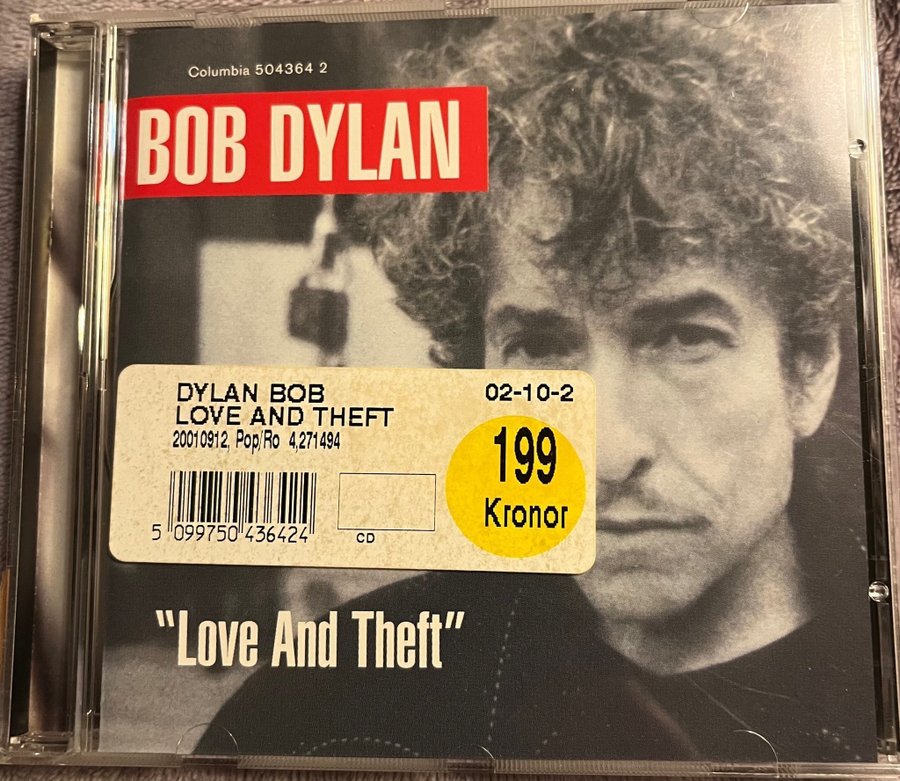 Columbia 504364 2
BOB DYLAN
DYLAN BOB
LOVE AND THEFT
20010912, Pop/Ro 4,271494
02-10-2
199
Kronor
5 099750 436424
CD
"Love And Theft"